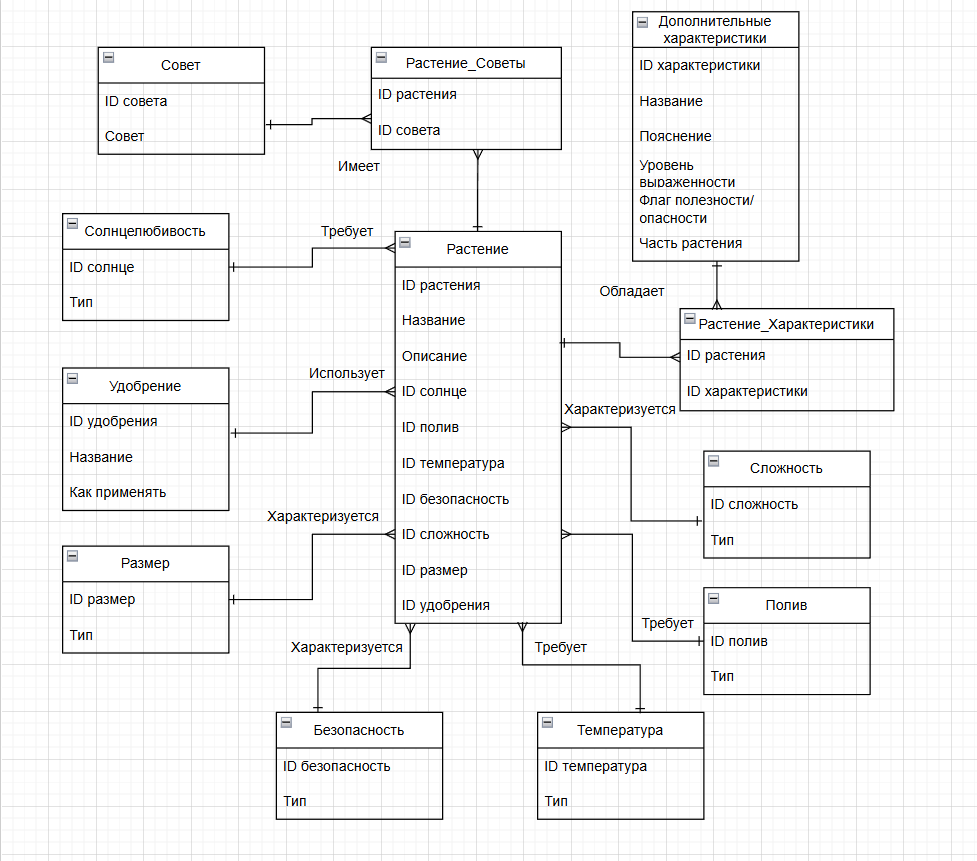 Совет
ID совета
Совет
Растение_Советы
ID растения
ID совета
Дополнительные
характеристики
ID характеристики
Название
Пояснение
Уровень
выраженности
Флаг полезности/
опасности
Часть растения
Имеет
Солнцелюбивость
ID солнце
Тип
Требует
Растение
ID растения
Название
Описание
ID солнце
ID полив
ID температура
ID безопасность
ID сложность
ID размер
ID удобрения
Обладает
Растение_Характеристики
ID растения
ID характеристики
Использует
Удобрение
ID удобрения
Название
Как применять
Характеризуется
Сложность
ID сложность
Тип
Характеризуется
Размер
ID размер
Тип
Требует
Полив
ID полив
Тип
Характеризуется
Безопасность
ID безопасность
Тип
Требует
Температура
ID температура
Тип